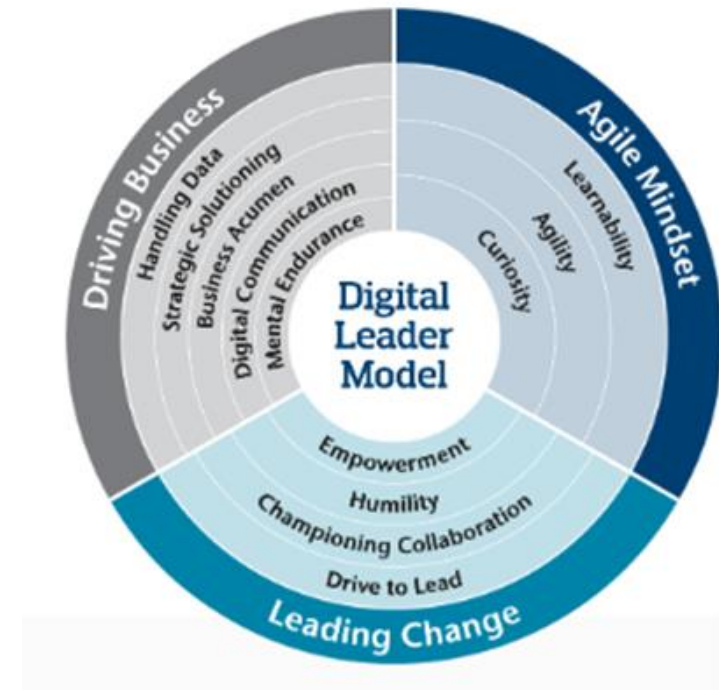 Digital
Leader
Model
Driving Business
Handling Data
Strategic Solutioning
Business Acumen
Digital Communication
Mental Endurance
Agile Mindset
Learnability
Agility
Curiosity
Empowerment
Humility
Championing Collaboration
Drive to Lead
Leading Change